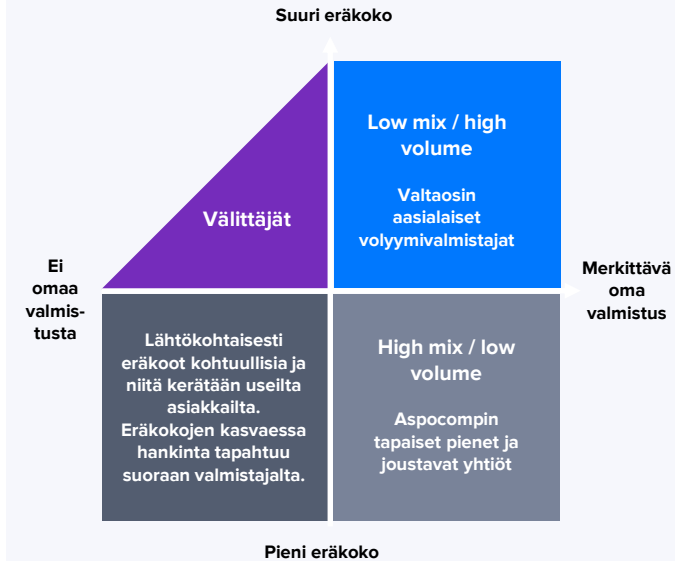 Suuri eräkoko
Low mix / high
volume
Valtaosin
aasialaiset
volyymivalmistajat
Välittäjät
Ei
omaa
valmis-
tusta
Merkittävä
oma
valmistus
Lähtökohtaisesti
eräkoot kohtuullisia ja
niitä kerätään useilta
asiakkailta.
Eräkokojen kasvaessa
hankinta tapahtuu
suoraan valmistajalta.
High mix / low
volume
Aspocompin
tapaiset pienet ja
joustavat yhtiöt
Pieni eräkoko